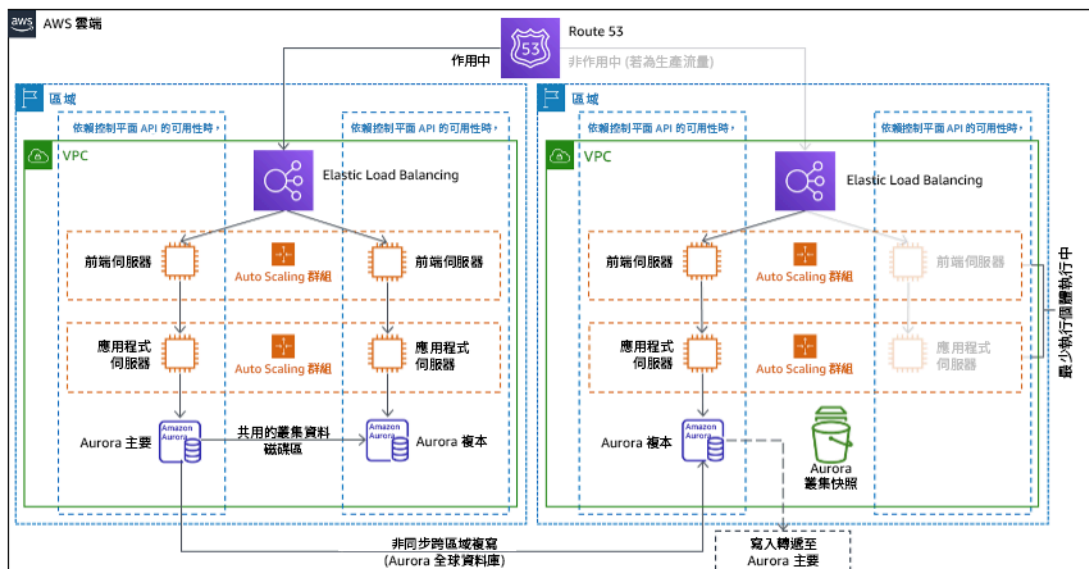 aws
AWS 雲端
Route 53
53
作用中
非作用中 (若為生產流量)
區域
依賴控制平面 API 的可用性時，
依賴控制平面 API 的可用性時，
VPC
Elastic Load Balancing
前端伺服器
Auto Scaling 群組
前端伺服器
應用程式
伺服器
Auto Scaling 群組
應用程式
伺服器
Aurora 主要
Amazon
Aurora
共用的叢集資料
磁碟區
Amazon
Aurora
Aurora 複本
區域
依賴控制平面 API 的可用性時，
依賴控制平面 API 的可用性時，
VPC
Elastic Load Balancing
前端伺服器
Auto Scaling 群組
前端伺服器
應用程式
伺服器
Auto Scaling 群組
應用程式
伺服器
最少執行個體執行中
Aurora 複本
Amazon
Aurora
Aurora
叢集快照
非同步跨區域複寫
(Aurora 全球資料庫)
寫入轉遞至
Aurora 主要